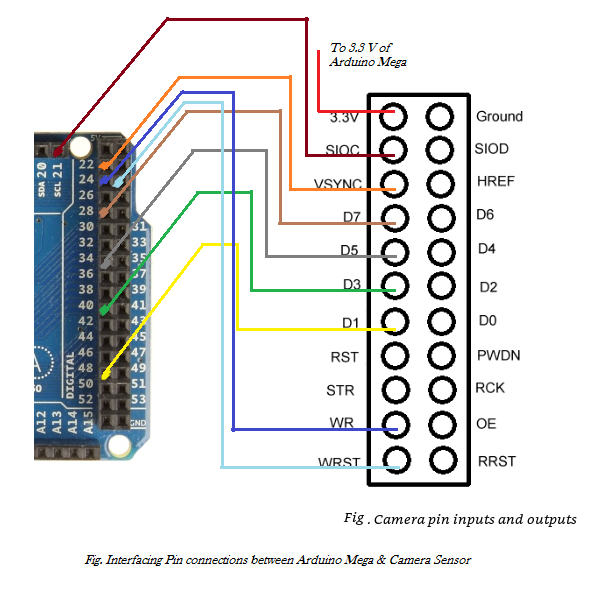 To 3.3 V of
Arduino Mega
3.3V Ground
SIOC SIOD
VSYNC HREF
D7 D6
D5 D4
D3 D2
D1 D0
RST PWDN
STR RCK
WR OE
WRST RRST
5V
SDA 20
SCL 21
22
24
26
28
30 31
32 33
34 35
36 37
38 39
40 41
42 43
44 45
46 47
48 49
50 51
52 53
GND
DIGITAL
A
A12
A13
A14
A15
Fig . Camera pin inputs and outputs
Fig. Interfacing Pin connections between Arduino Mega & Camera Sensor